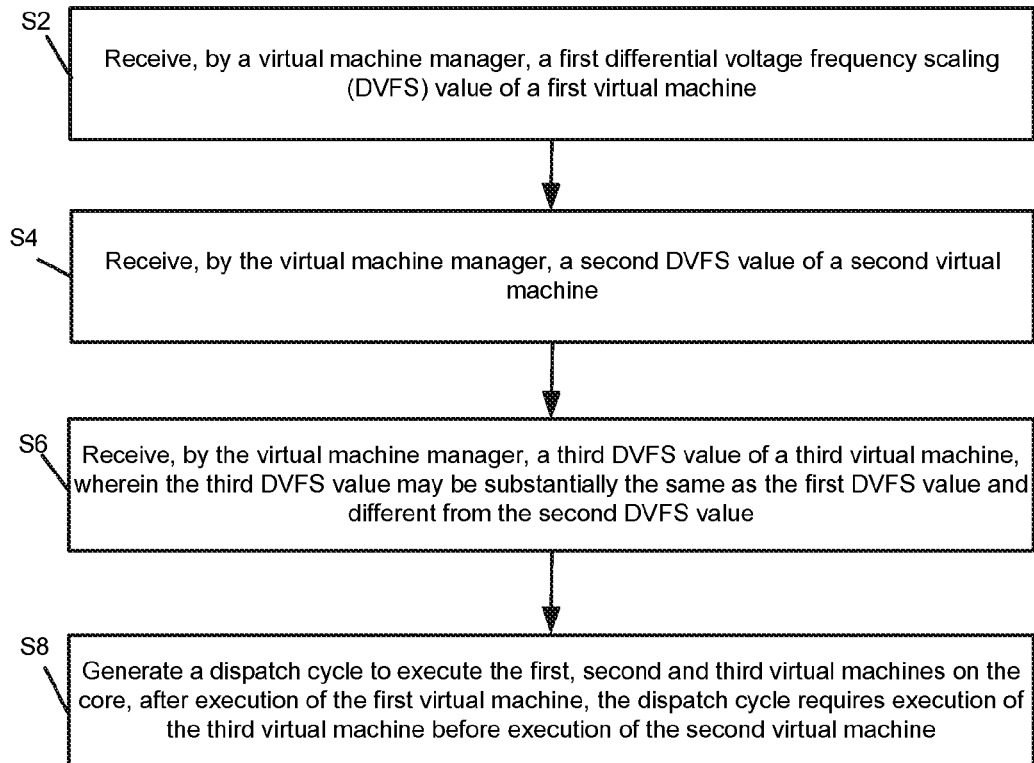 S2
Receive, by a virtual machine manager, a first differential voltage frequency scaling
(DVFS) value of a first virtual machine
S4
Receive, by the virtual machine manager, a second DVFS value of a second virtual
machine
S6
Receive, by the virtual machine manager, a third DVFS value of a third virtual machine,
wherein the third DVFS value may be substantially the same as the first DVFS value and
different from the second DVFS value
S8
Generate a dispatch cycle to execute the first, second and third virtual machines on the
core, after execution of the first virtual machine, the dispatch cycle requires execution of
the third virtual machine before execution of the second virtual machine